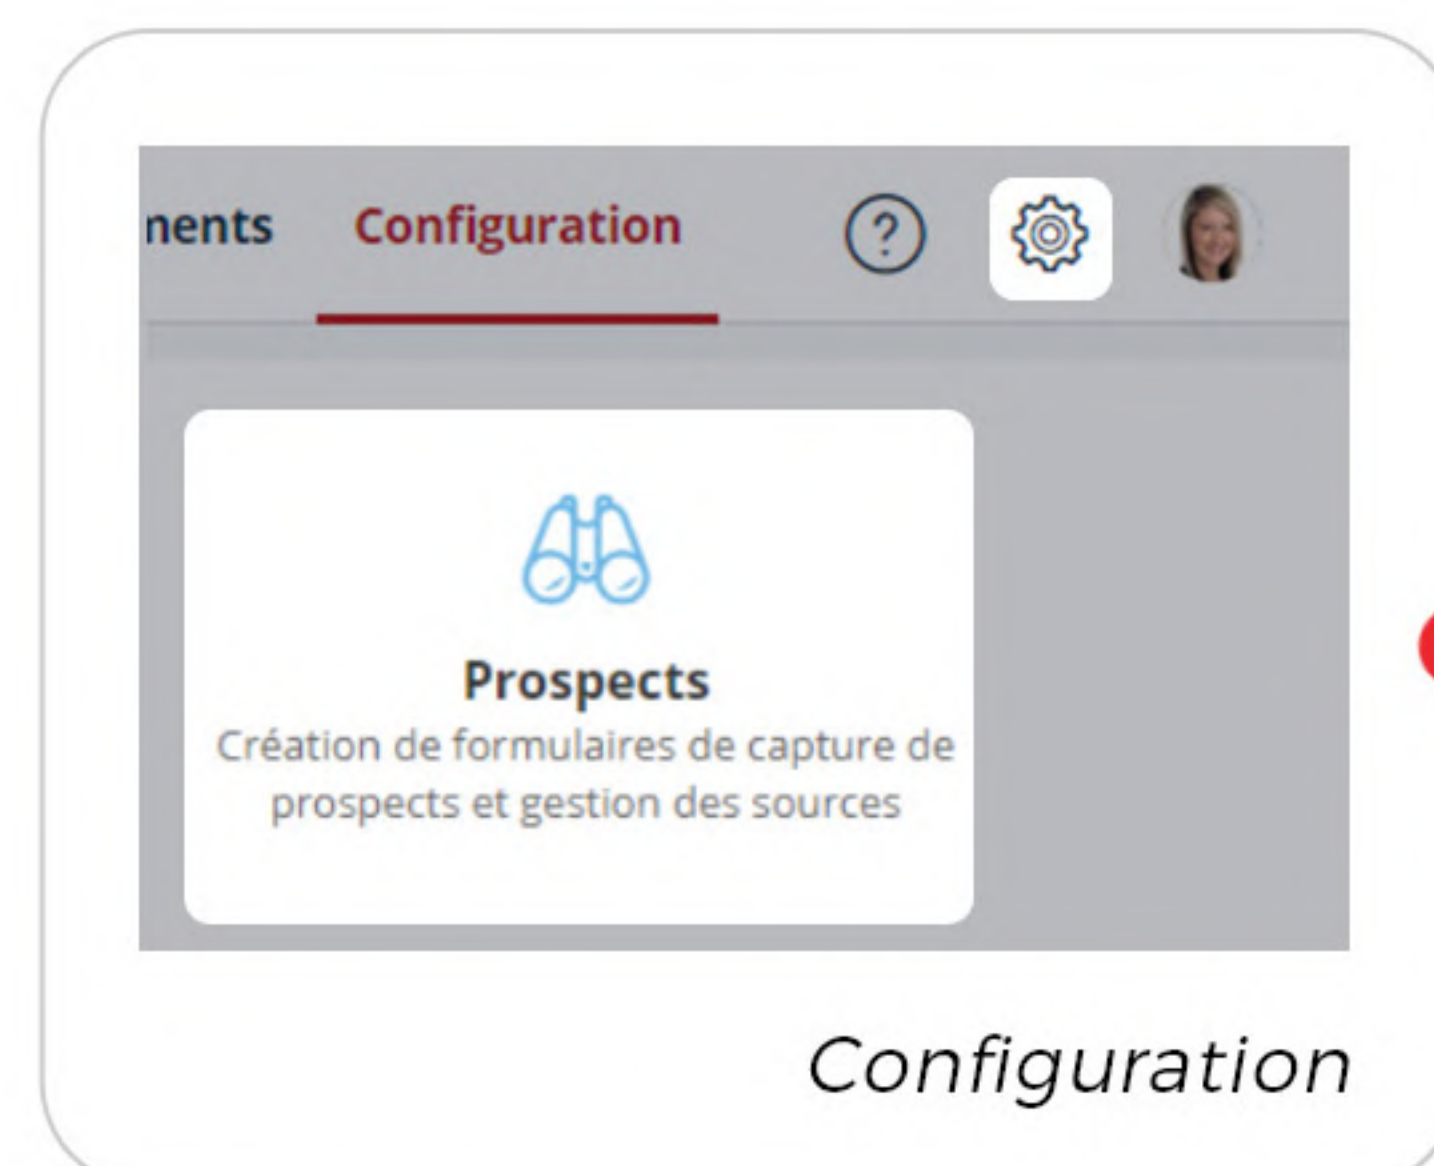 nents Configuration ?
Prospects
Création de formulaires de capture de
prospects et gestion des sources
Configuration